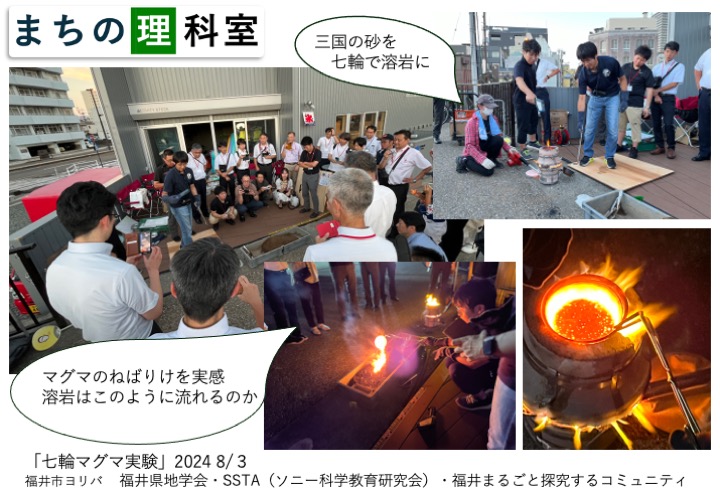 まちの理科室
三国の砂を
七輪で溶岩に
氷
マグマのねばりけを実感
溶岩はこのように流れるのか
「七輪マグマ実験」2024 8/3
福井市ヨリバ 福井県地学会・SSTA（ソニー科学教育研究会）・福井まるごと探究するコミュニティ